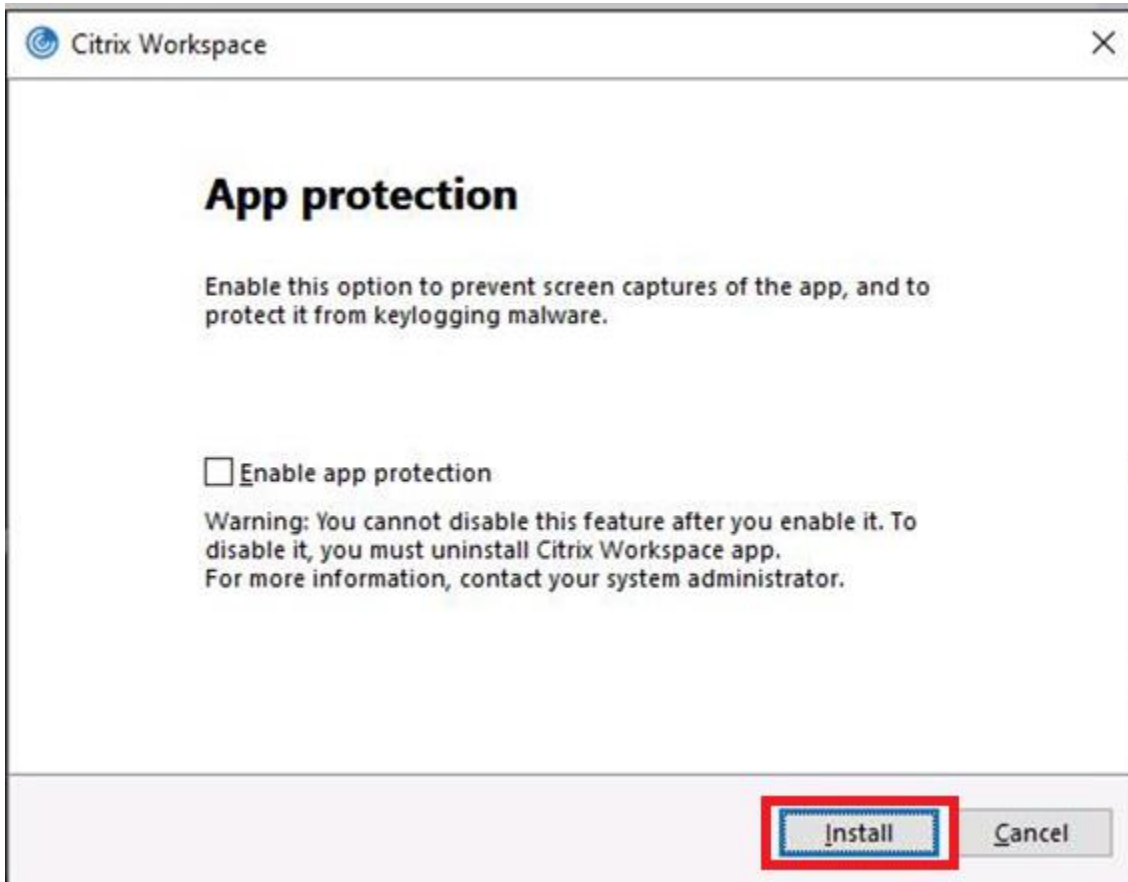 Citrix Workspace
App protection
Enable this option to prevent screen captures of the app, and to
protect it from keylogging malware.
Enable app protection
Warning: You cannot disable this feature after you enable it. To
disable it, you must uninstall Citrix Workspace app.
For more information, contact your system administrator.
Install Cancel